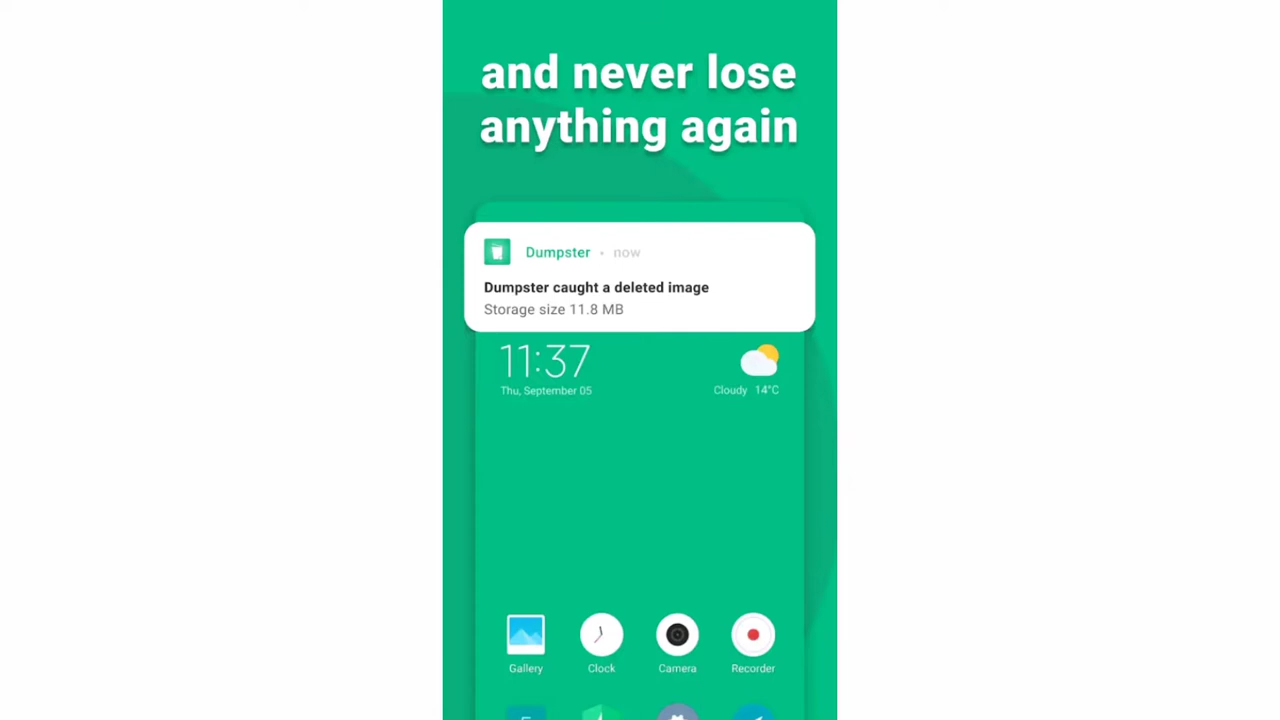 and never lose
anything again
Dumpster • now
Dumpster caught a deleted image
Storage size 11.8 MB
11:37
Thu, September 05
Cloudy 14°C
Gallery Clock Camera Recorder